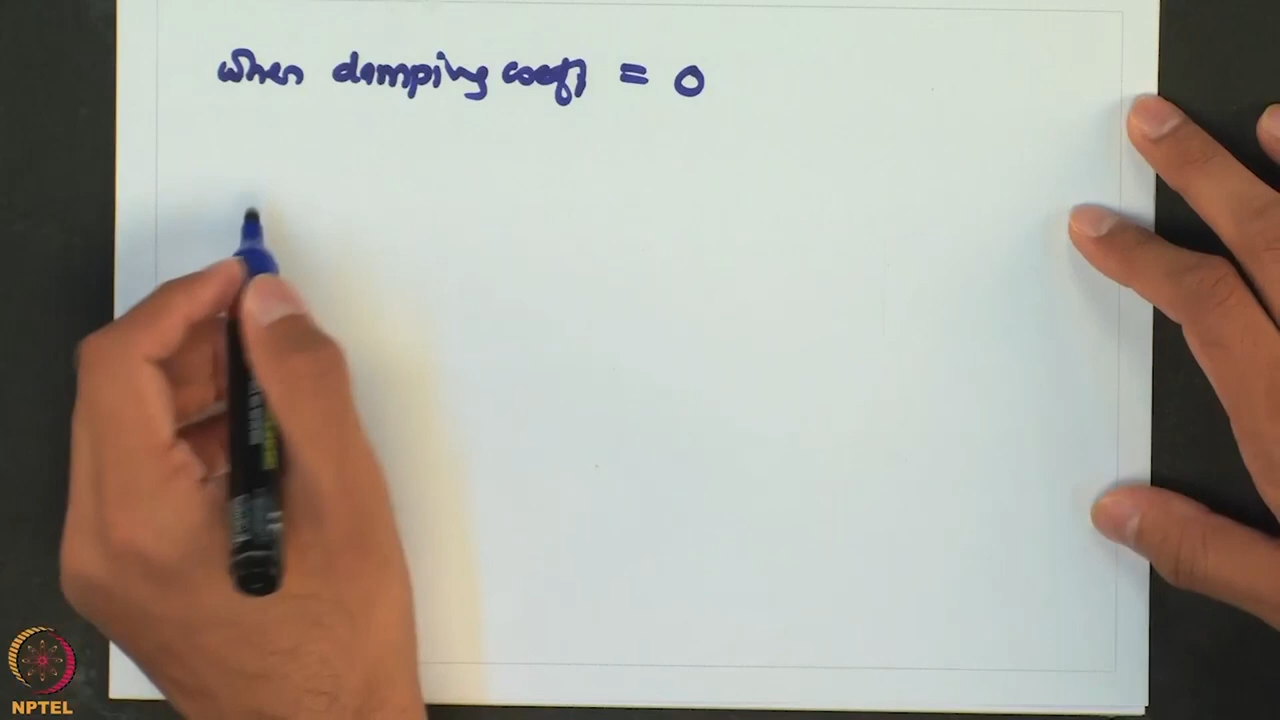 when damping coeff = 0
NPTEL